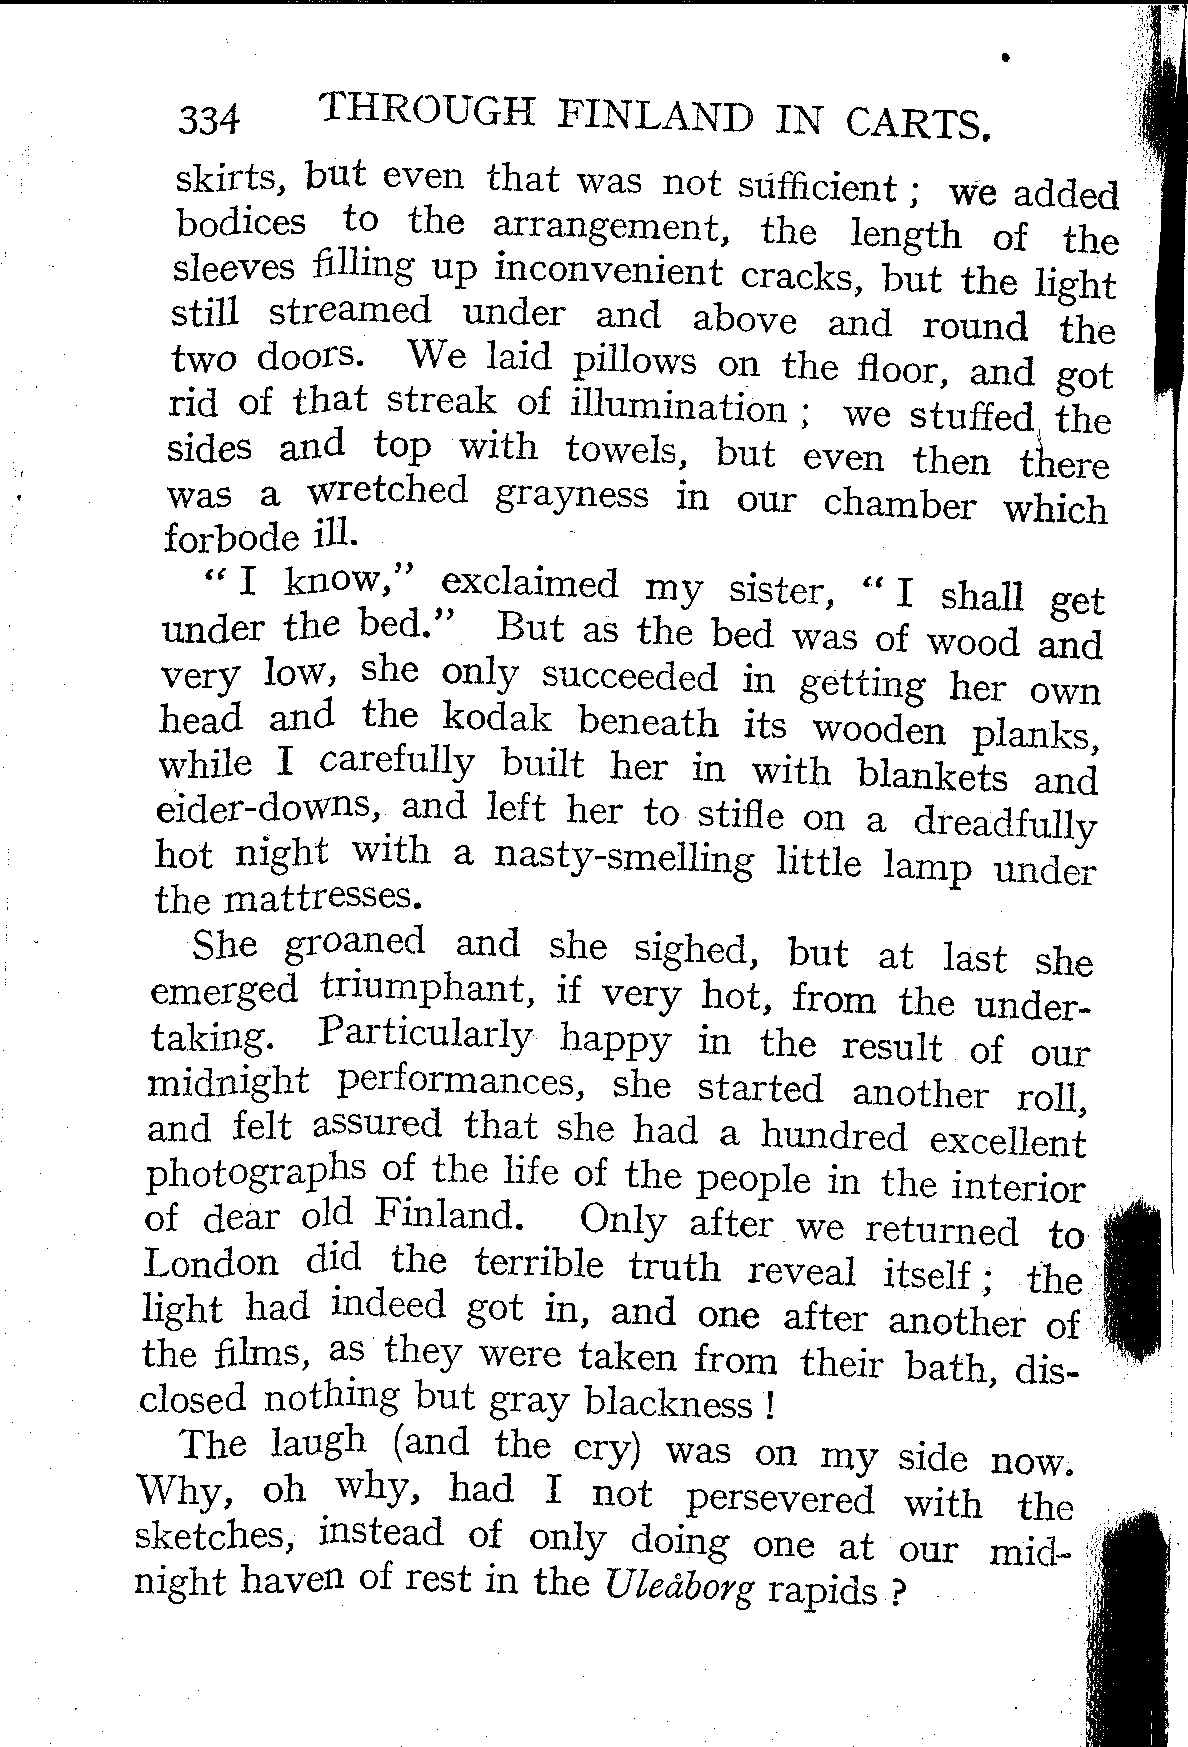 334 THROUGH FINLAND IN CARTS.
skirts, but even that was not sufficient ; we added
bodices to the arrangement, the length of the
sleeves filling up inconvenient cracks, but the light
still streamed under and above and round the
two doors. We laid pillows on the floor, and got
rid of that streak of illumination ; we stuffed the
sides and top with towels, but even then there
was a wretched grayness in our chamber which
forbode ill.
“ I know,” exclaimed my sister, “ I shall get
under the bed.” But as the bed was of wood and
very low, she only succeeded in getting her own
head and the kodak beneath its wooden planks,
while I carefully built her in with blankets and
eider-downs, and left her to stifle on a dreadfully
hot night with a nasty-smelling little lamp under
the mattresses.
She groaned and she sighed, but at last she
emerged triumphant, if very hot, from the under-
taking. Particularly happy in the result of our
midnight performances, she started another roll,
and felt assured that she had a hundred excellent
photographs of the life of the people in the interior
of dear old Finland. Only after we returned to
London did the terrible truth reveal itself ; the
light had indeed got in, and one after another of
the films, as they were taken from their bath, dis-
closed nothing but gray blackness !
The laugh (and the cry) was on my side now.
Why, oh why, had I not persevered with the
sketches, instead of only doing one at our mid-
night haven of rest in the Uleåborg rapids ?